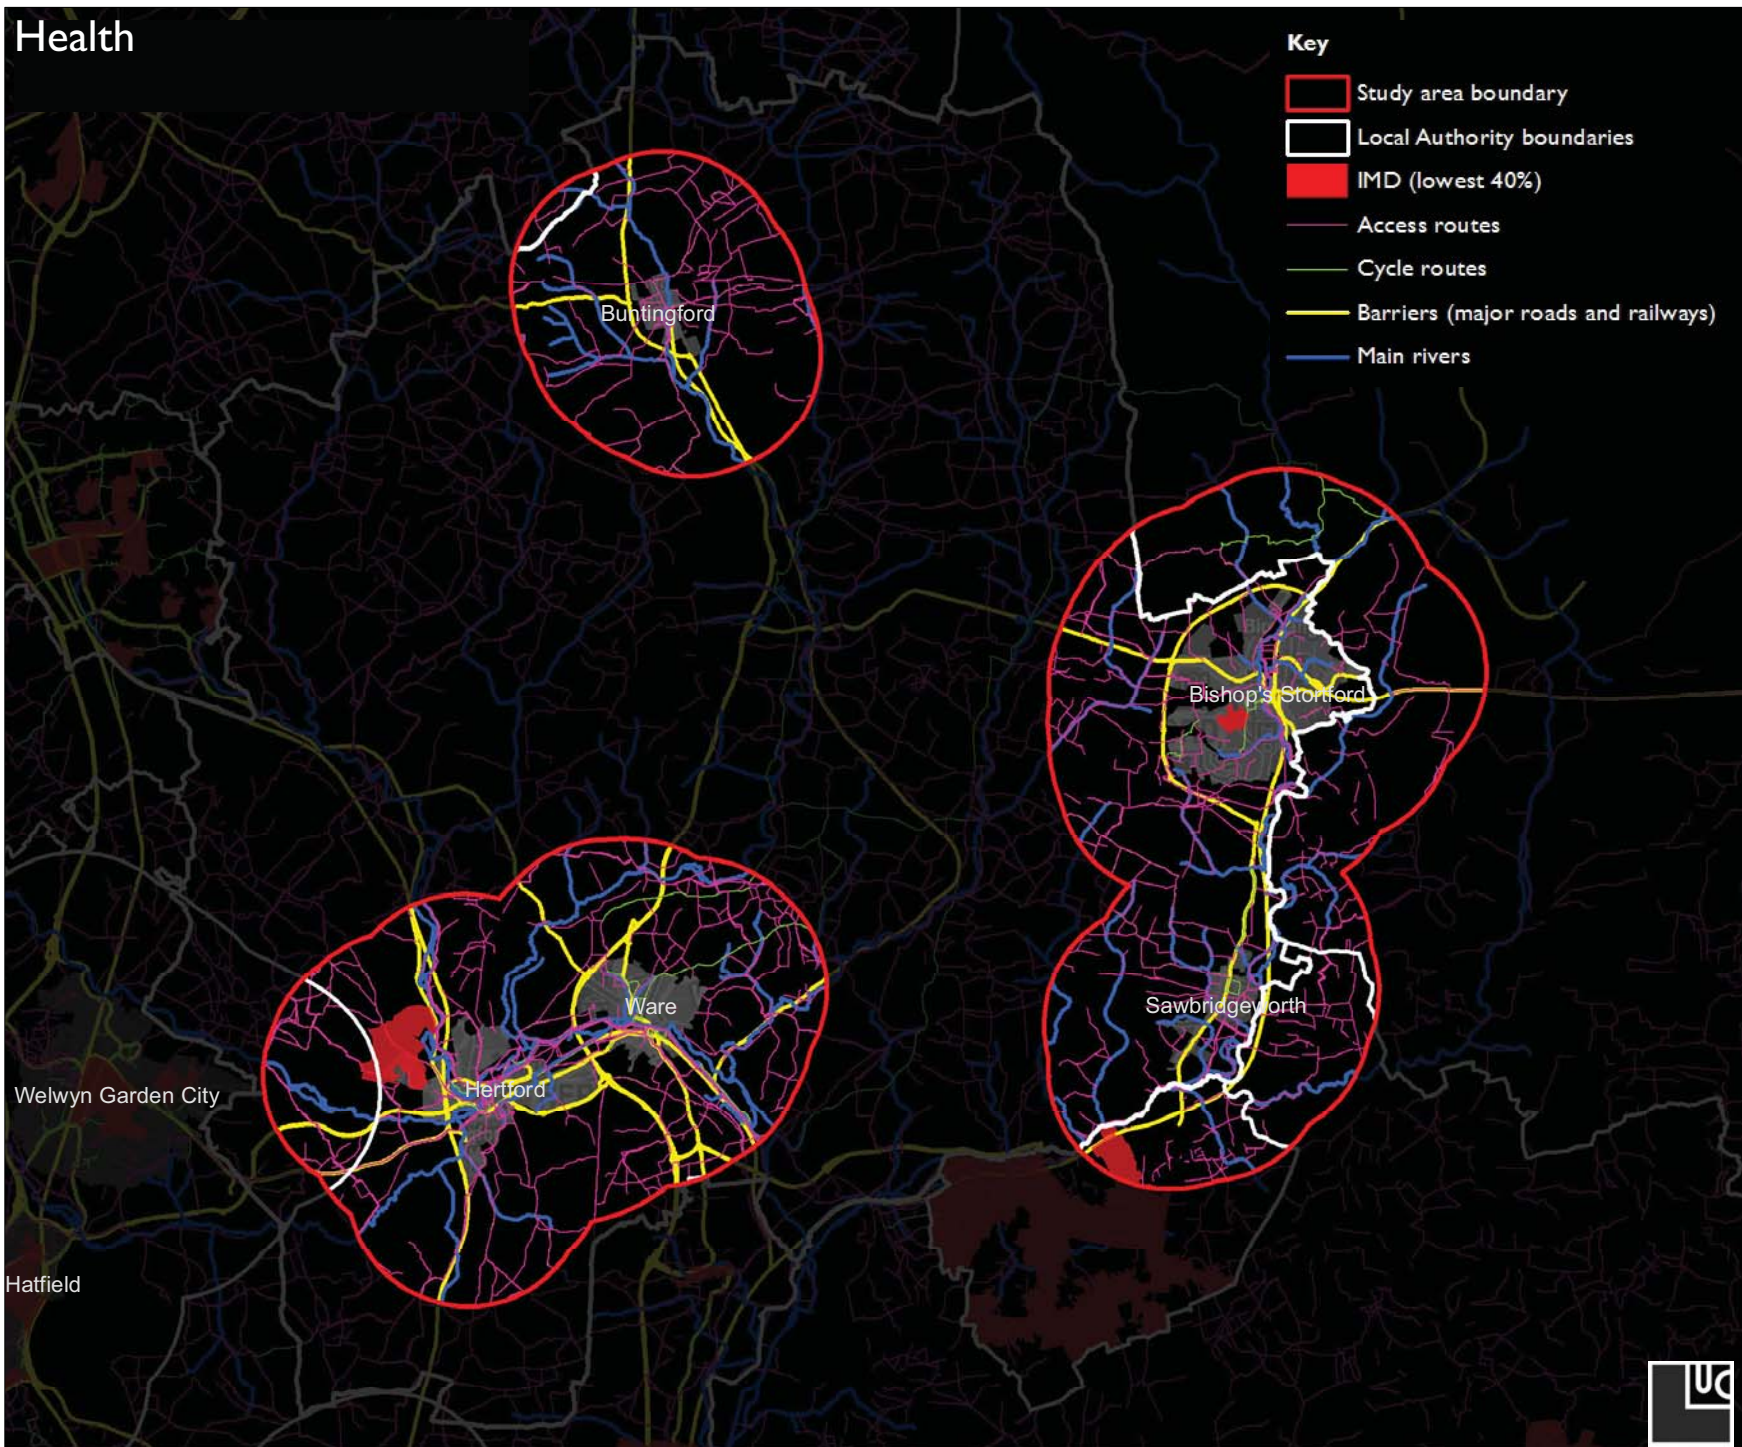 Health
Key
Study area boundary
Local Authority boundaries
IMD (lowest 40%)
Access routes
Cycle routes
Barriers (major roads and railways)
Main rivers
Buntingford
Bishop's Stortford
Ware
Sawbridgeworth
Hertford
Welwyn Garden City
Hatfield